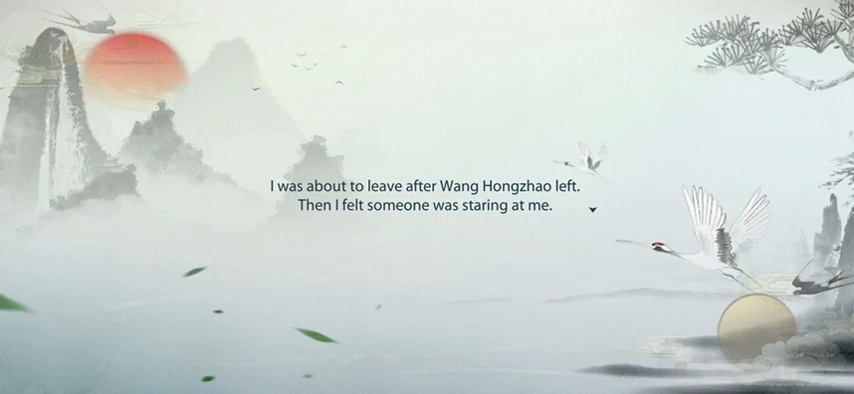 I was about to leave after Wang Hongzhao left.
Then I felt someone was staring at me.